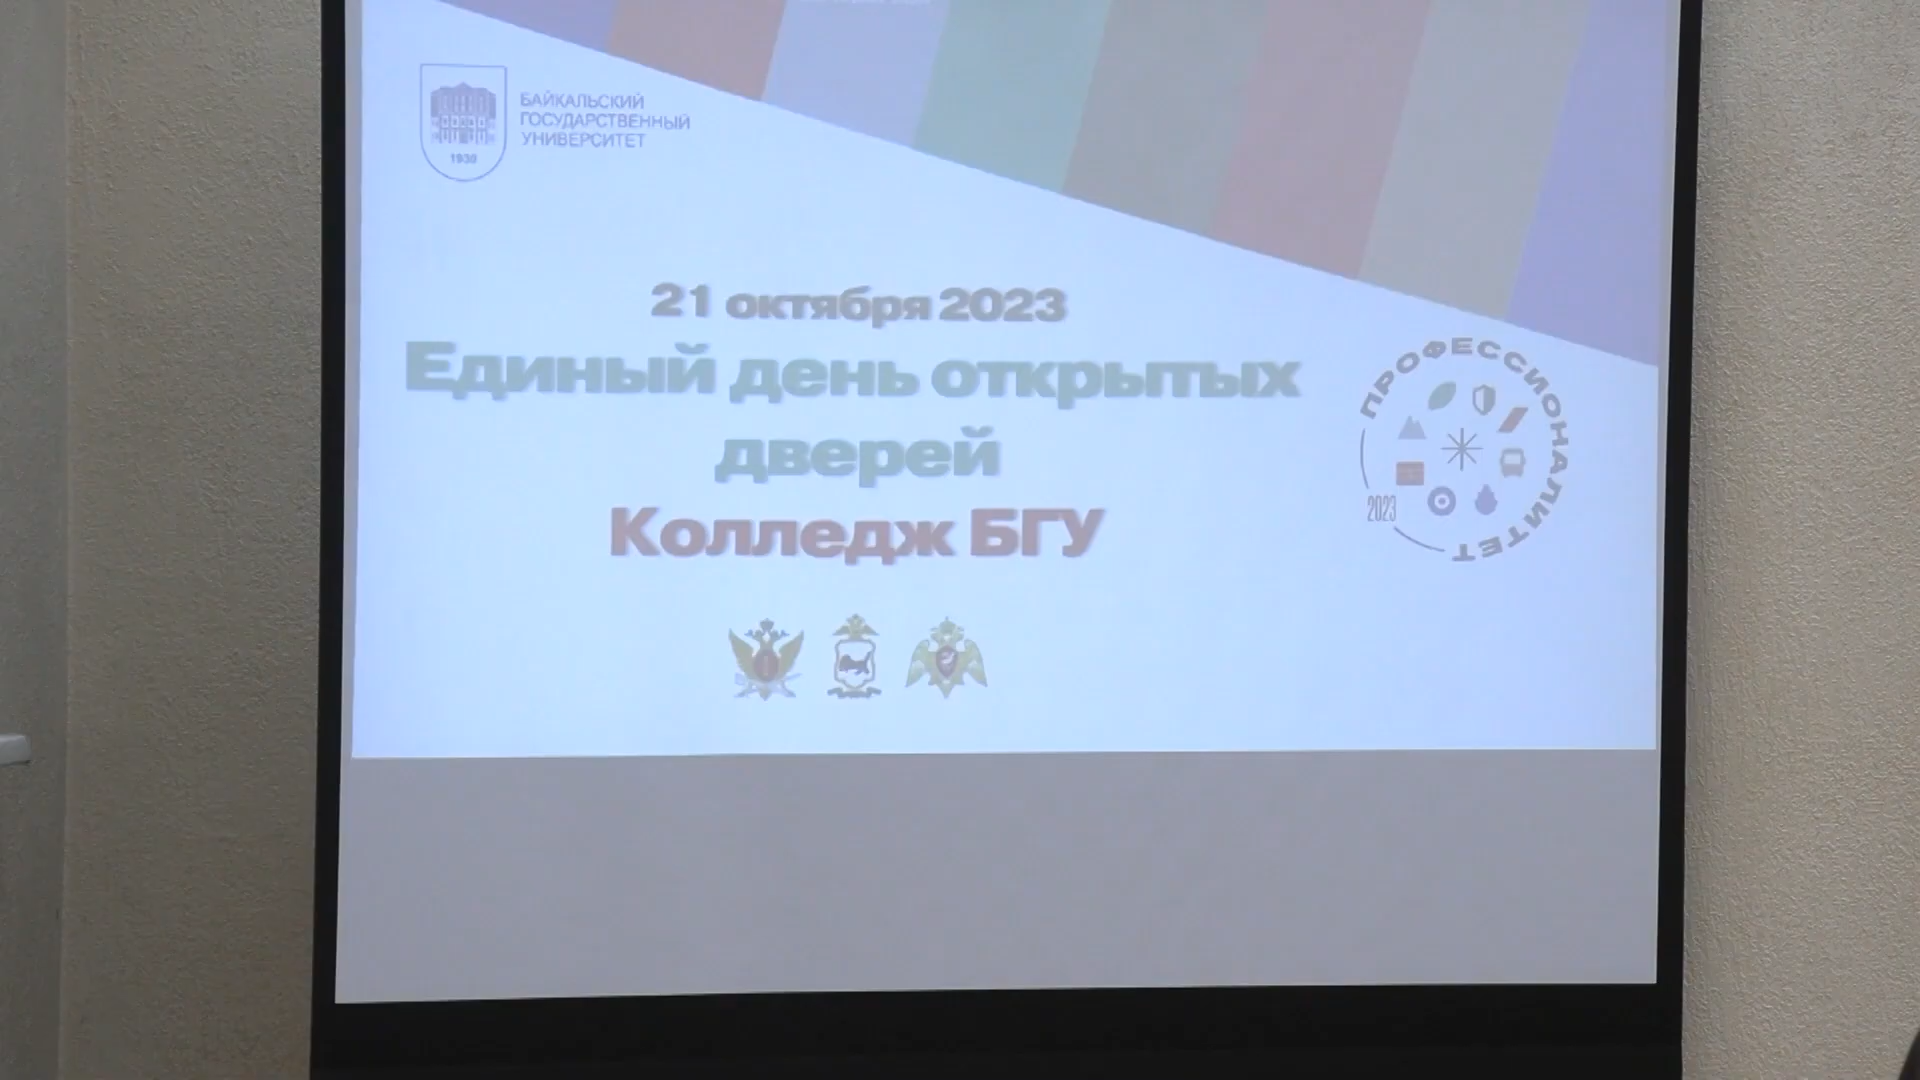 БАЙКАЛЬСКИЙ
ГОСУДАРСТВЕННЫЙ
УНИВЕРСИТЕТ
1930
21 октября 2023
Единый день открытых
дверей
Колледж БГУ
ПРОФЕССИОНАЛИТЕТ
2023